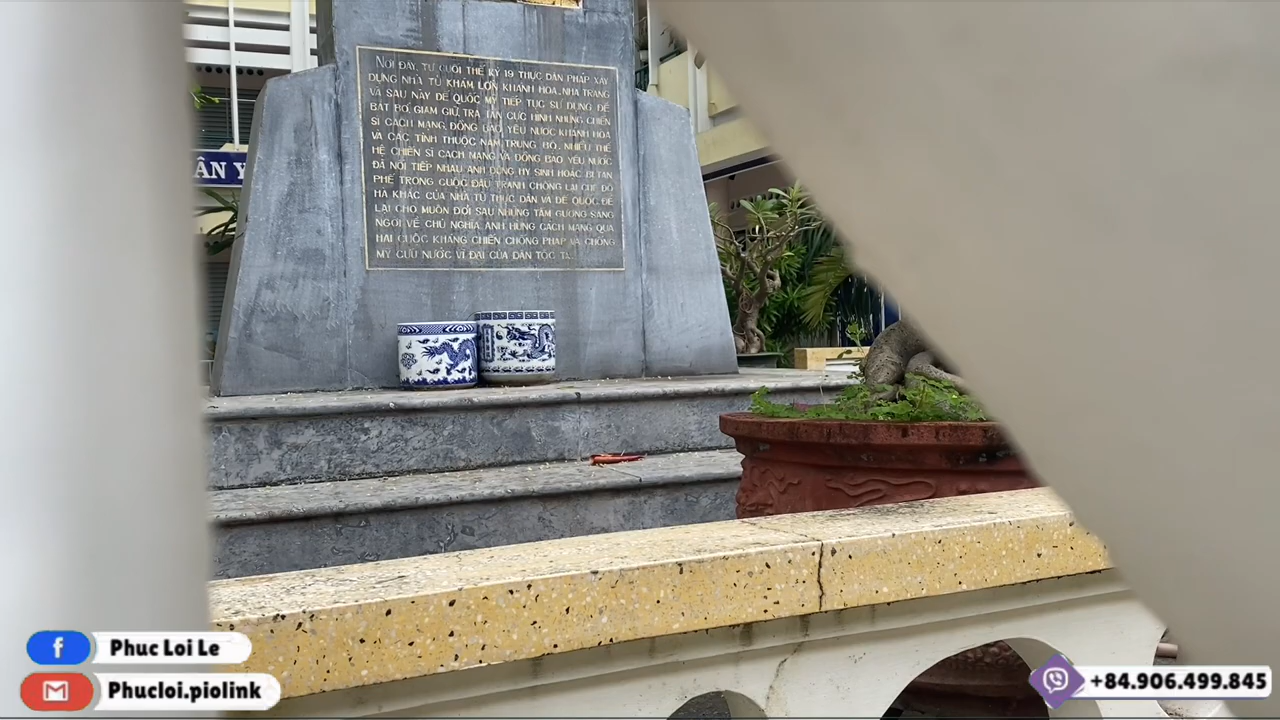 NƠI ĐÂY, TỪ CUỐI THẾ KỶ 19 THỰC DÂN PHÁP XÂY
DỰNG NHÀ TÙ KHÁM LỚN KHÁNH HÒA, NHA TRANG
VÀ SAU NÀY ĐẾ QUỐC MỸ TIẾP TỤC SỬ DỤNG ĐỂ
BẮT BỚ, GIAM GIỮ, TRA TẤN CỰC HÌNH NHỮNG CHIẾN
SĨ CÁCH MẠNG, ĐỒNG BÀO YÊU NƯỚC KHÁNH HÒA
VÀ CÁC TỈNH THUỘC NAM TRUNG BỘ. NHIỀU THẾ
HỆ CHIẾN SĨ CÁCH MẠNG VÀ ĐỒNG BÀO YÊU NƯỚC
ĐÃ NỐI TIẾP NHAU ANH DŨNG HY SINH HOẶC BỊ TÀN
PHẾ TRONG CUỘC ĐẤU TRANH CHỐNG LẠI CHẾ ĐỘ
HÀ KHẮC CỦA NHÀ TÙ THỰC DÂN VÀ ĐẾ QUỐC, ĐỂ
LẠI CHO MUÔN ĐỜI SAU NHỮNG TẤM GƯƠNG SÁNG
NGỜI VỀ CHỦ NGHĨA ANH HÙNG CÁCH MẠNG QUA
HAI CUỘC KHÁNG CHIẾN CHỐNG PHÁP VÀ CHỐNG
MỸ CỨU NƯỚC VĨ ĐẠI CỦA DÂN TỘC TA.
ÂN Y
Phuc Loi Le
Phucloi.piolink
+84.906.499.845